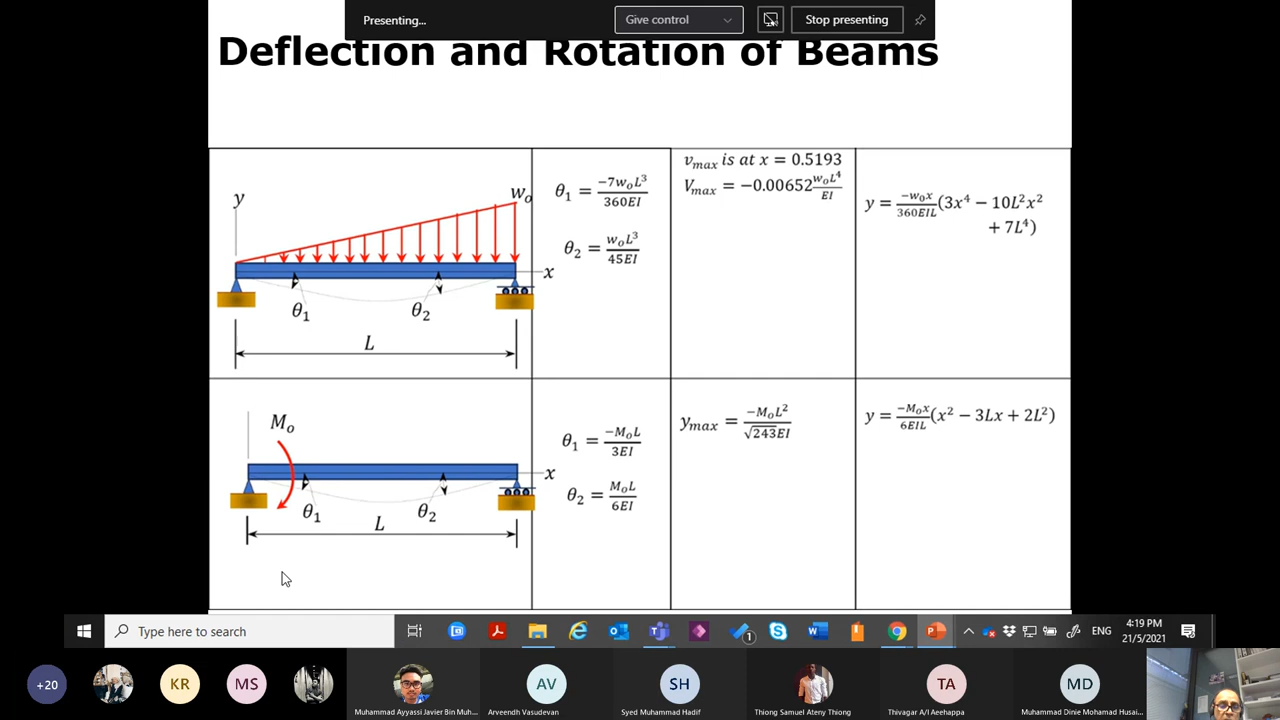 Presenting...
Give control
Stop presenting
Deflection and Rotation of Beams
y
w₀
x
θ₁
θ₂
L
θ₁ = −7w₀L³/360EI
θ₂ = w₀L³/45EI
vmax is at x = 0.5193
Vmax = −0.00652 w₀L⁴/EI
y = −w₀x/360EIL (3x⁴ − 10L²x²
+ 7L⁴)
M₀
x
θ₁
θ₂
L
θ₁ = −M₀L/3EI
θ₂ = M₀L/6EI
ymax = −M₀L²/√243EI
y = −M₀x/6EIL (x² − 3Lx + 2L²)
Type here to search
1
ENG
4:19 PM
21/5/2021
+20
KR
MS
Muhammad Ayyassi Javier Bin Muh...
AV
Arveendh Vasudevan
SH
Syed Muhammad Hadif
Thiong Samuel Ateny Thiong
TA
Thivagar A/l Aeehappa
MD
Muhammad Dinie Mohamad Husai...